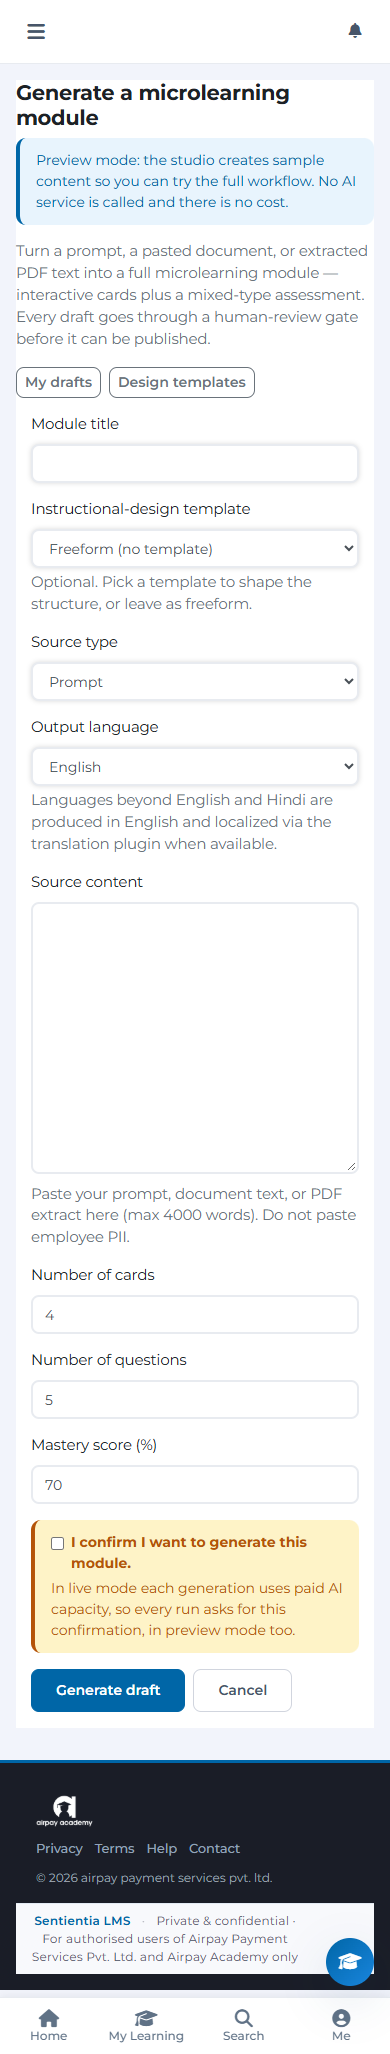 Generate a microlearning
module
Preview mode: the studio creates sample
content so you can try the full workflow. No AI
service is called and there is no cost.
Turn a prompt, a pasted document, or extracted
PDF text into a full microlearning module —
interactive cards plus a mixed-type assessment.
Every draft goes through a human-review gate
before it can be published.
My drafts
Design templates
Module title
Instructional-design template
Freeform (no template)
Optional. Pick a template to shape the
structure, or leave as freeform.
Source type
Prompt
Output language
English
Languages beyond English and Hindi are
produced in English and localized via the
translation plugin when available.
Source content
Paste your prompt, document text, or PDF
extract here (max 4000 words). Do not paste
employee PII.
Number of cards
4
Number of questions
5
Mastery score (%)
70
I confirm I want to generate this
module.
In live mode each generation uses paid AI
capacity, so every run asks for this
confirmation, in preview mode too.
Generate draft
Cancel
airpay academy
Privacy Terms Help Contact
© 2026 airpay payment services pvt. ltd.
Sentientia LMS · Private & confidential ·
For authorised users of Airpay Payment
Services Pvt. Ltd. and Airpay Academy only
Home
My Learning
Search
Me